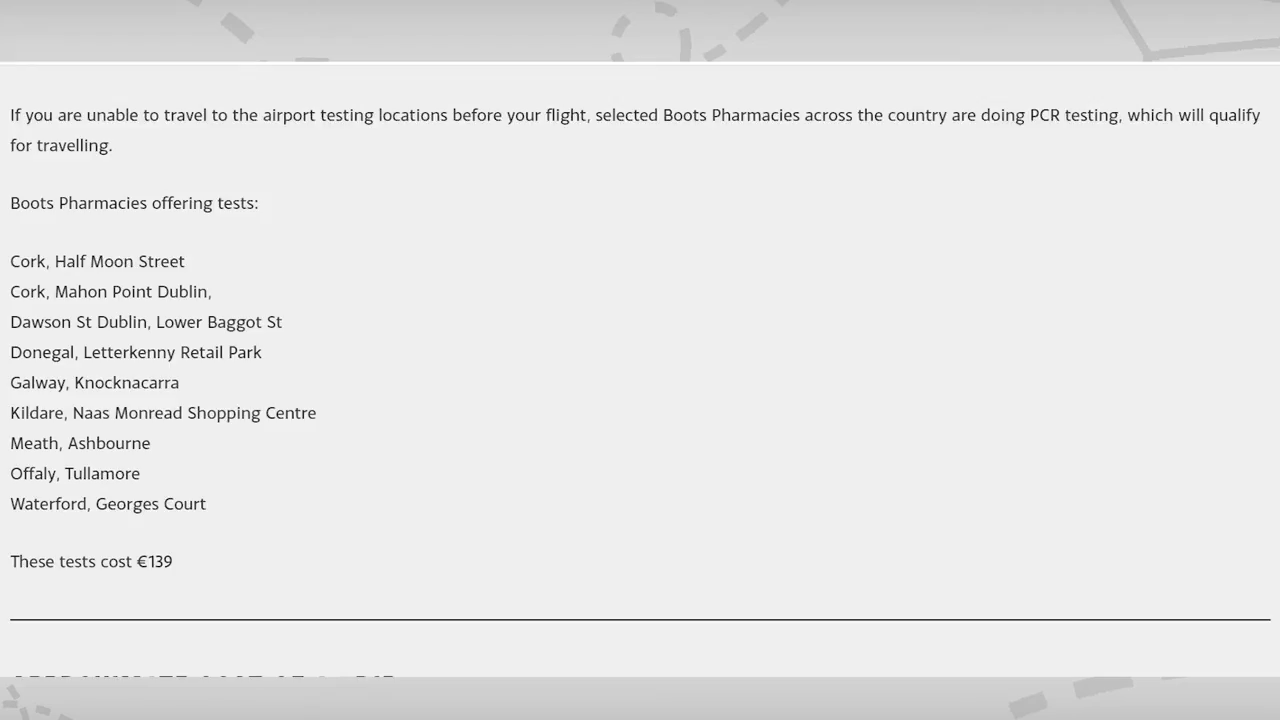 If you are unable to travel to the airport testing locations before your flight, selected Boots Pharmacies across the country are doing PCR testing, which will qualify
for travelling.
Boots Pharmacies offering tests:
Cork, Half Moon Street
Cork, Mahon Point Dublin,
Dawson St Dublin, Lower Baggot St
Donegal, Letterkenny Retail Park
Galway, Knocknacarra
Kildare, Naas Monread Shopping Centre
Meath, Ashbourne
Offaly, Tullamore
Waterford, Georges Court
These tests cost €139